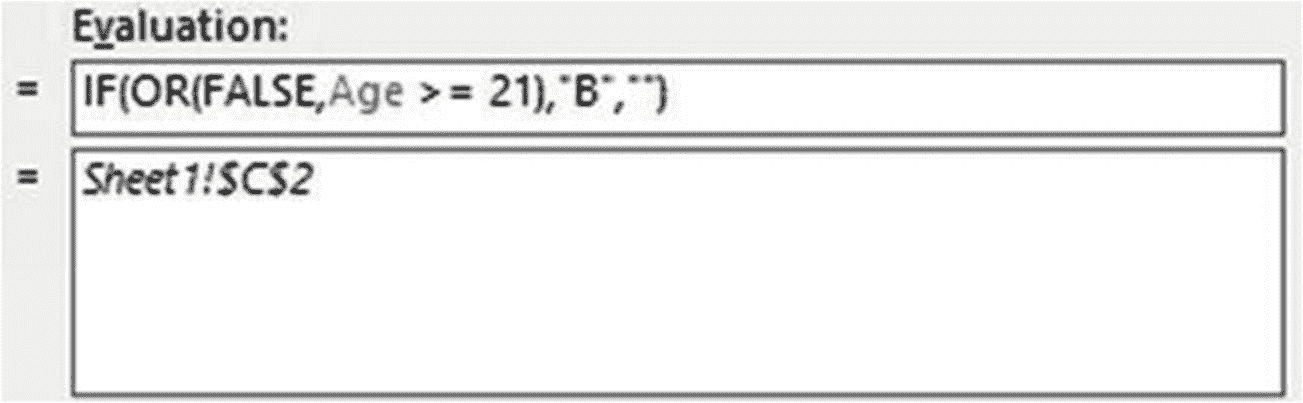 Evaluation:
= IF(OR(FALSE,Age >= 21),"B","")
= Sheet1!$C$2